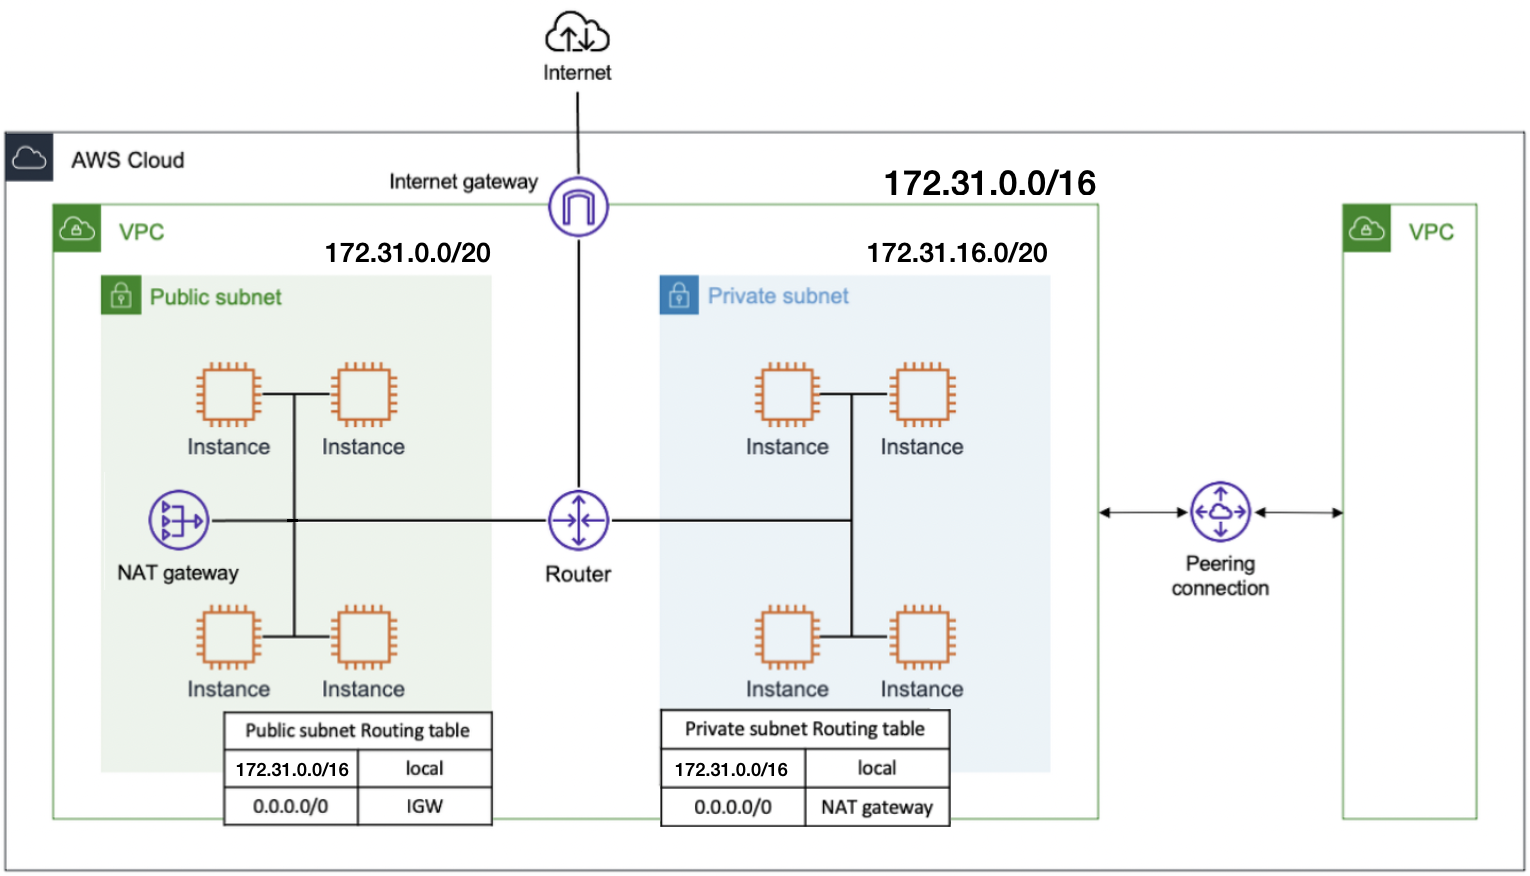 Internet
AWS Cloud
Internet gateway
172.31.0.0/16
VPC
VPC
172.31.0.0/20
172.31.16.0/20
Public subnet
Private subnet
Instance
Instance
Instance
Instance
NAT gateway
Router
Peering
connection
Instance
Instance
Instance
Instance
Public subnet Routing table
172.31.0.0/16 local
0.0.0.0/0 IGW
Private subnet Routing table
172.31.0.0/16 local
0.0.0.0/0 NAT gateway